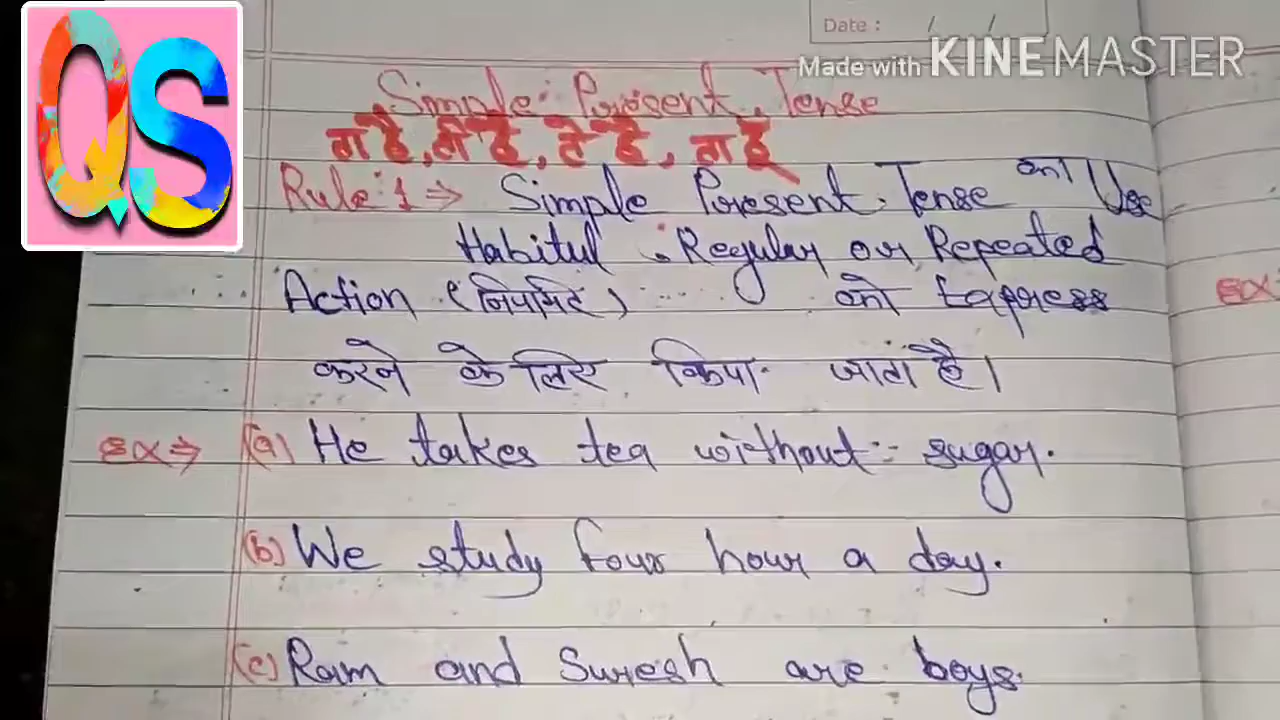 QS
Date : / /
Made with KINEMASTER
Simple Present Tense
ता है, ती है, ते है, ता हूँ
Rule 1 ⇒ Simple Present Tense का Use
Habitul Regular or Repeated
Action (नियमित) को Express
करने के लिए किया जाता है।
Ex ⇒ (a) He takes tea without sugar.
Ex
(b) We study four hour a day.
(c) Ram and Suresh are boys.